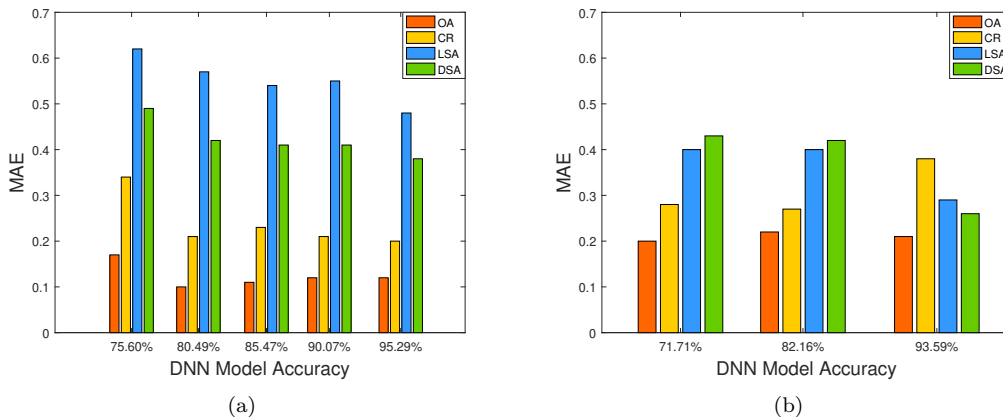 0.7
0.6
0.5
0.4
0.3
0.2
0.1
0
MAE
OA
CR
LSA
DSA
75.60% 80.49% 85.47% 90.07% 95.29%
DNN Model Accuracy
(a)
0.7
0.6
0.5
0.4
0.3
0.2
0.1
0
MAE
OA
CR
LSA
DSA
71.71% 82.16% 93.59%
DNN Model Accuracy
(b)